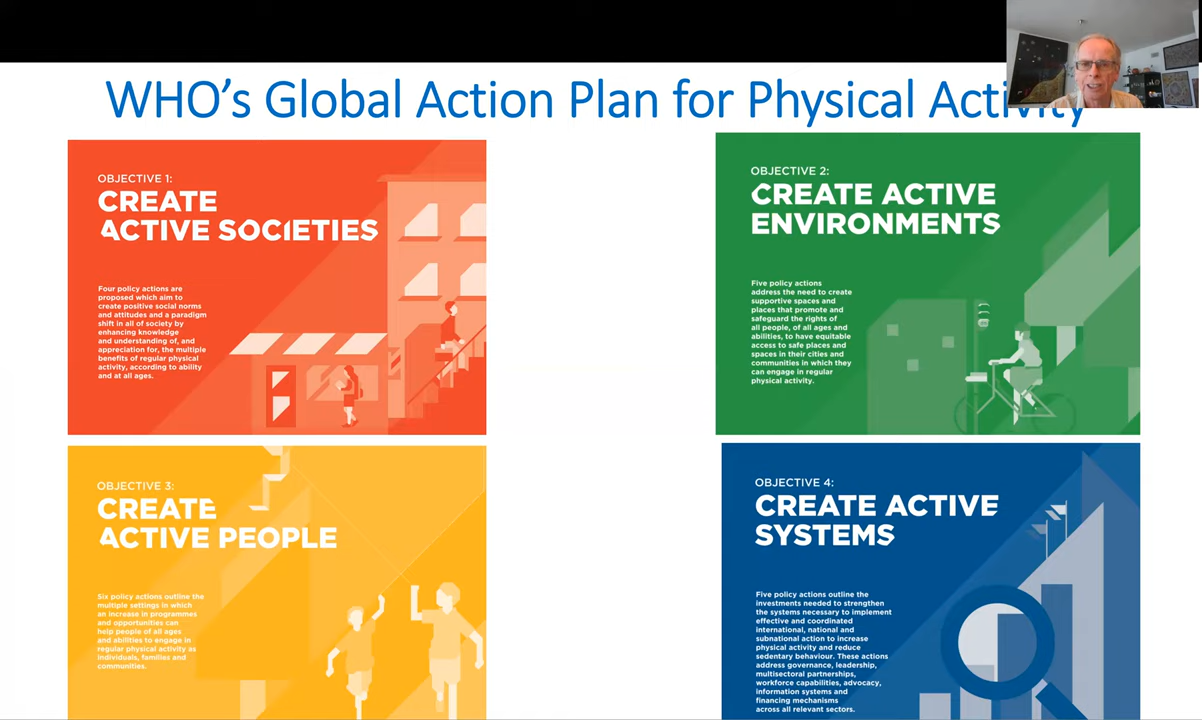 WHO's Global Action Plan for Physical Activity
OBJECTIVE 1:
CREATE
ACTIVE SOCIETIES
Four policy actions are
proposed which aim to
create positive social norms
and attitudes and a paradigm
shift in all of society by
enhancing knowledge
and understanding of, and
appreciation for, the multiple
benefits of regular physical
activity, according to ability
and at all ages.
OBJECTIVE 2:
CREATE ACTIVE
ENVIRONMENTS
Five policy actions
address the need to create
supportive spaces and
places that promote and
safeguard the rights of
all people, of all ages and
abilities, to have equitable
access to safe places and
spaces in their cities and
communities in which they
can engage in regular
physical activity.
OBJECTIVE 3:
CREATE
ACTIVE PEOPLE
Six policy actions outline the
multiple settings in which
an increase in programmes
and opportunities can
help people of all ages
and abilities to engage in
regular physical activity as
individuals, families and
communities.
OBJECTIVE 4:
CREATE ACTIVE
SYSTEMS
Five policy actions outline the
investments needed to strengthen
the systems necessary to implement
effective and coordinated
international, national and
subnational action to increase
physical activity and reduce
sedentary behaviour. These actions
address governance, leadership,
multisectoral partnerships,
workforce capabilities, advocacy,
information systems and
financing mechanisms
across all relevant sectors.